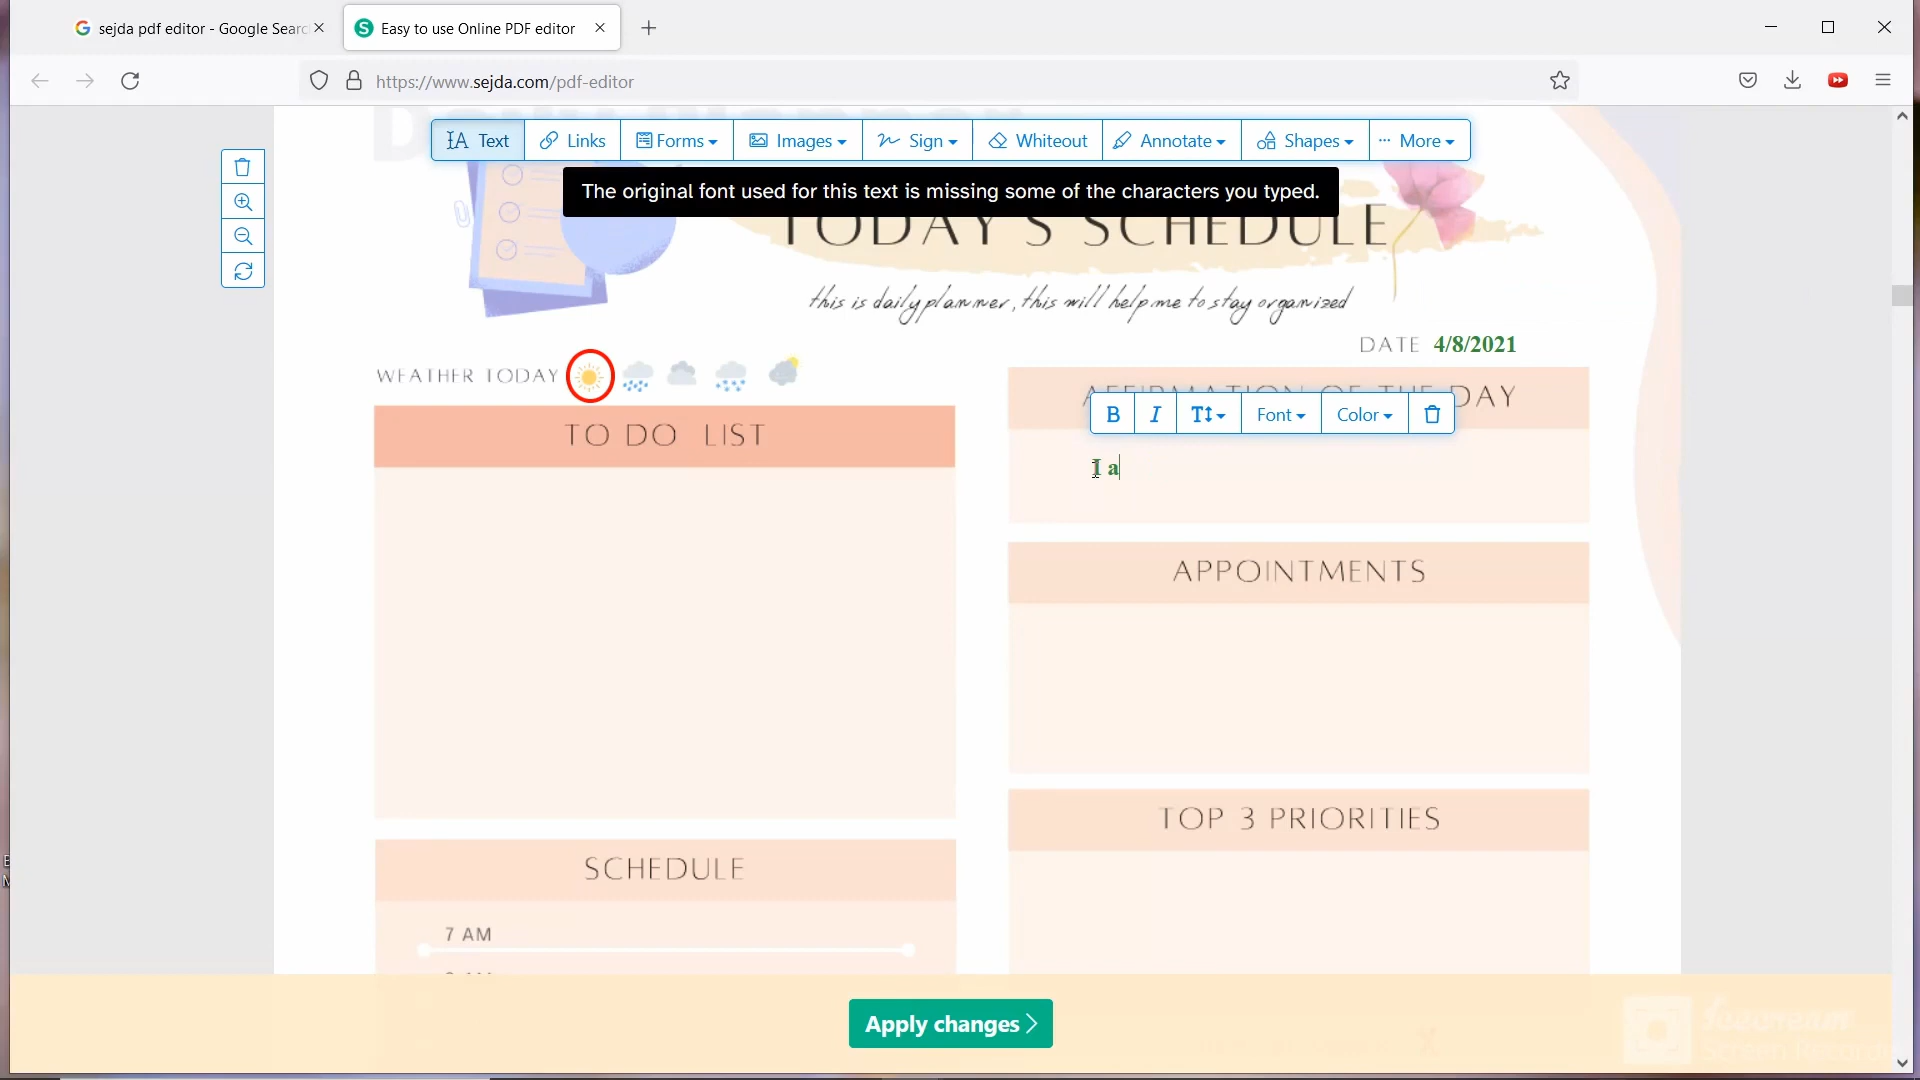 sejda pdf editor - Google Searc
Easy to use Online PDF editor
https://www.sejda.com/pdf-editor
Text
Links
Forms
Images
Sign
Whiteout
Annotate
Shapes
More
The original font used for this text is missing some of the characters you typed.
TODAY'S SCHEDULE
this is daily planner, this will help me to stay organized
DATE 4/8/2021
WEATHER TODAY
AFFIRMATION OF THE DAY
B I Font Color
TO DO LIST
I a
APPOINTMENTS
TOP 3 PRIORITIES
SCHEDULE
7 AM
Apply changes